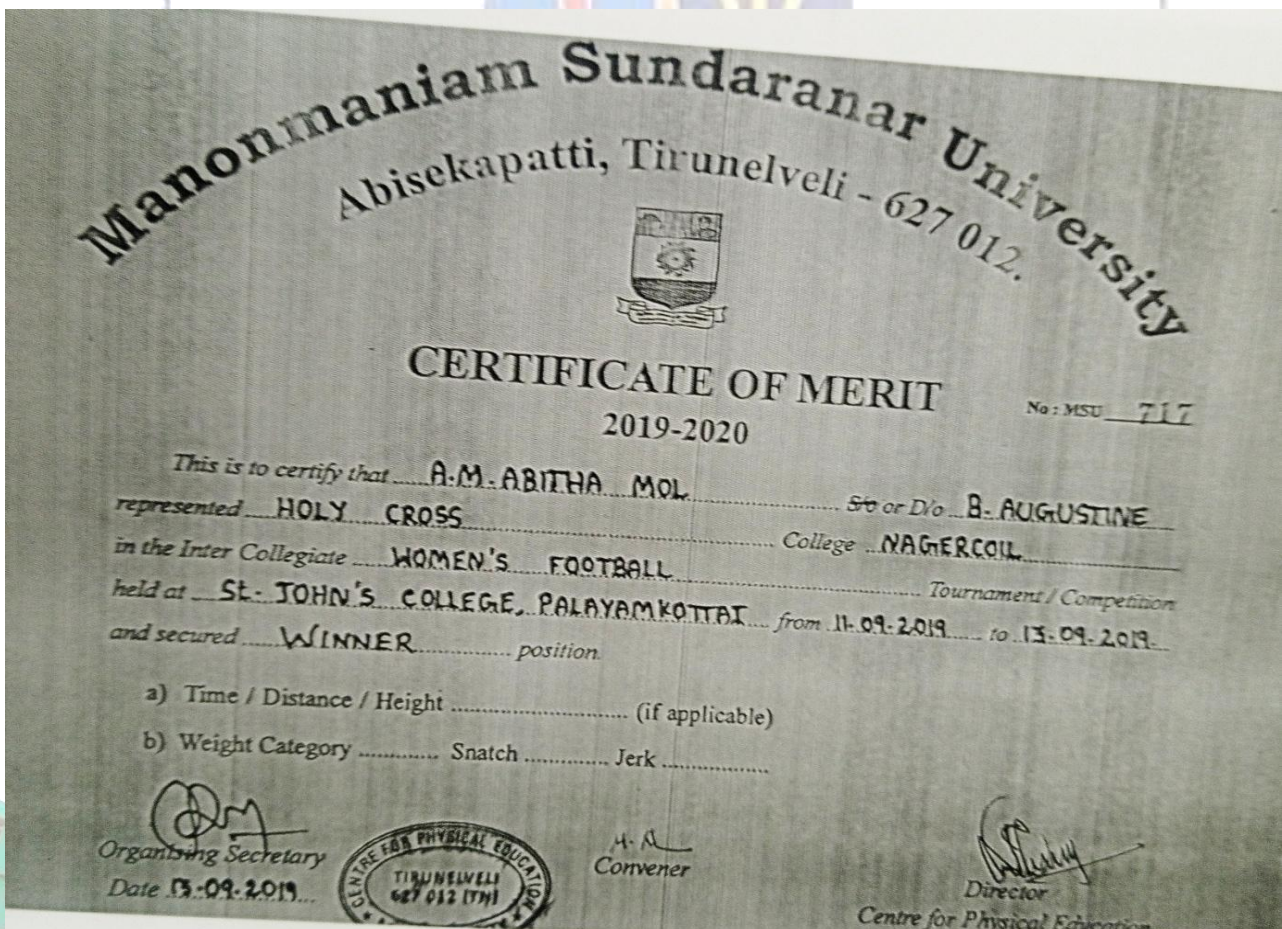 Manonmaniam Sundaranar University
Abisekapatti, Tirunelveli - 627 012.
CERTIFICATE OF MERIT
No : MSU 717
2019-2020
This is to certify that A.M. ABITHA MOL S/o or D/o B. AUGUSTINE
represented HOLY CROSS College NAGERCOIL
in the Inter Collegiate WOMEN'S FOOTBALL Tournament / Competition
held at St. JOHN'S COLLEGE, PALAYAMKOTTAI from 11-09-2019 to 13-09-2019.
and secured WINNER position.
a) Time / Distance / Height (if applicable)
b) Weight Category Snatch Jerk
Organising Secretary
Date 13-09-2019
CENTRE FOR PHYSICAL EDUCATION
TIRUNELVELI
627 012 (TN)
Convener
Director
Centre for Physical Education